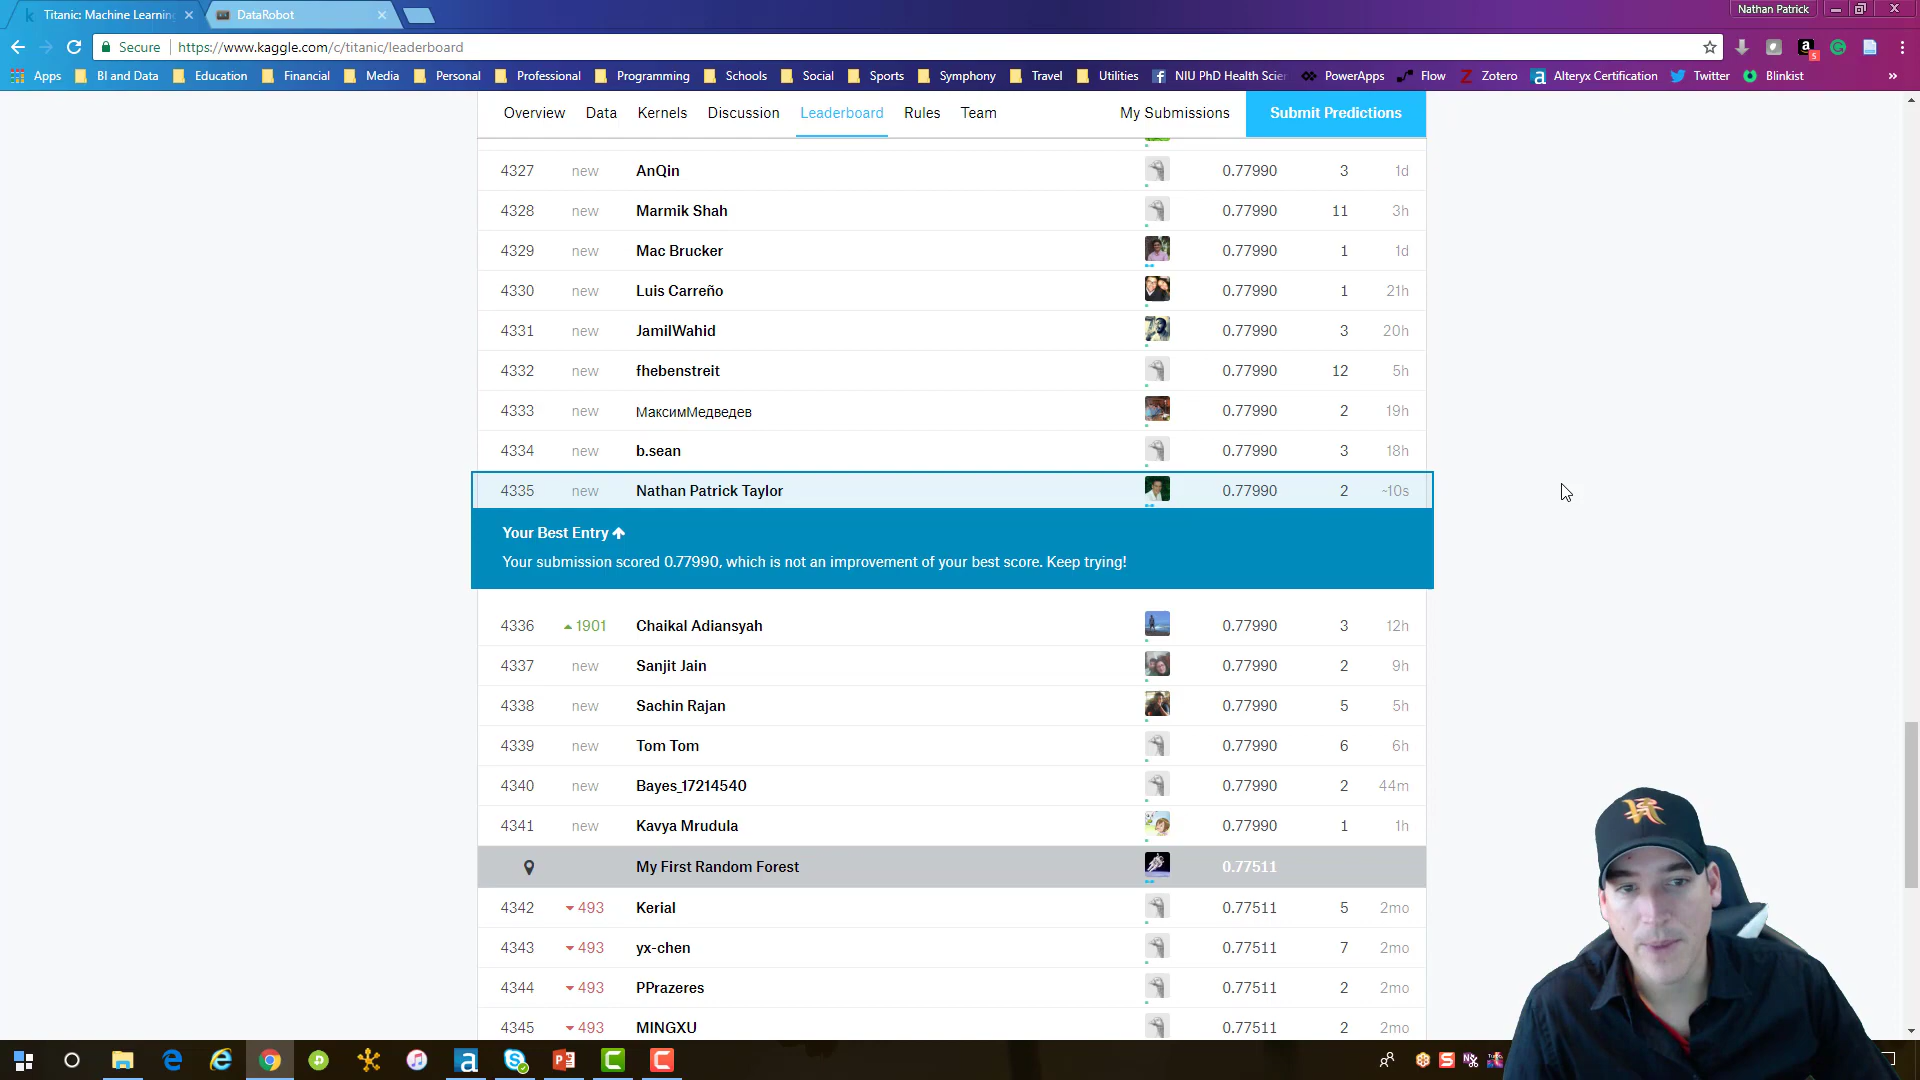 Titanic: Machine Learning
DataRobot
Nathan Patrick
Secure https://www.kaggle.com/c/titanic/leaderboard
Apps BI and Data Education Financial Media Personal Professional Programming Schools Social Sports Symphony Travel Utilities NIU PhD Health Scien PowerApps Flow Zotero Alteryx Certification Twitter Blinkist »
Overview Data Kernels Discussion Leaderboard Rules Team My Submissions Submit Predictions
4327 new AnQin 0.77990 3 1d
4328 new Marmik Shah 0.77990 11 3h
4329 new Mac Brucker 0.77990 1 1d
4330 new Luis Carreño 0.77990 1 21h
4331 new JamilWahid 0.77990 3 20h
4332 new fhebenstreit 0.77990 12 5h
4333 new МаксимМедведев 0.77990 2 19h
4334 new b.sean 0.77990 3 18h
4335 new Nathan Patrick Taylor 0.77990 2 ~10s
Your Best Entry
Your submission scored 0.77990, which is not an improvement of your best score. Keep trying!
4336 1901 Chaikal Adiansyah 0.77990 3 12h
4337 new Sanjit Jain 0.77990 2 9h
4338 new Sachin Rajan 0.77990 5 5h
4339 new Tom Tom 0.77990 6 6h
4340 new Bayes_17214540 0.77990 2 44m
4341 new Kavya Mrudula 0.77990 1 1h
My First Random Forest 0.77511
4342 493 Kerial 0.77511 5 2mo
4343 493 yx-chen 0.77511 7 2mo
4344 493 PPrazeres 0.77511 2 2mo
4345 493 MINGXU 0.77511 2 2mo